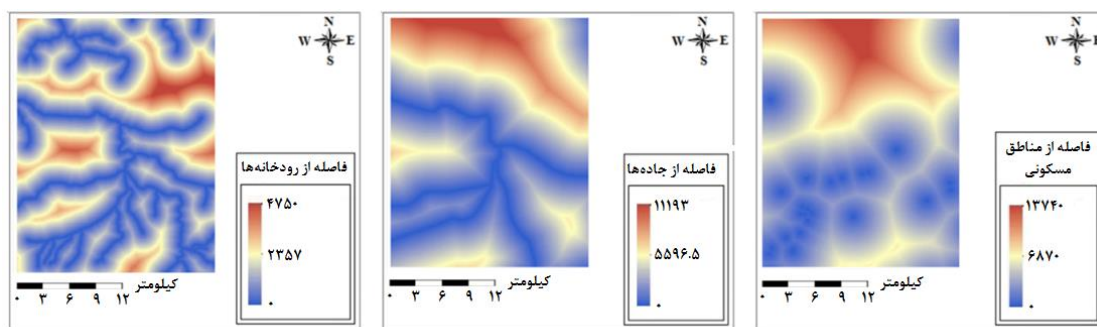 N
W E
S
فاصله از رودخانه‌ها
۴۷۵۰
۲۳۵۷
۰
کیلومتر
۰ ۳ ۶ ۹ ۱۲
N
W E
S
فاصله از جاده‌ها
۱۱۱۹۳
۵۵۹۶.۵
۰
کیلومتر
۰ ۳ ۶ ۹ ۱۲
N
W E
S
فاصله از مناطق
مسکونی
۱۳۷۴۰
۶۸۷۰
۰
کیلومتر
۰ ۳ ۶ ۹ ۱۲